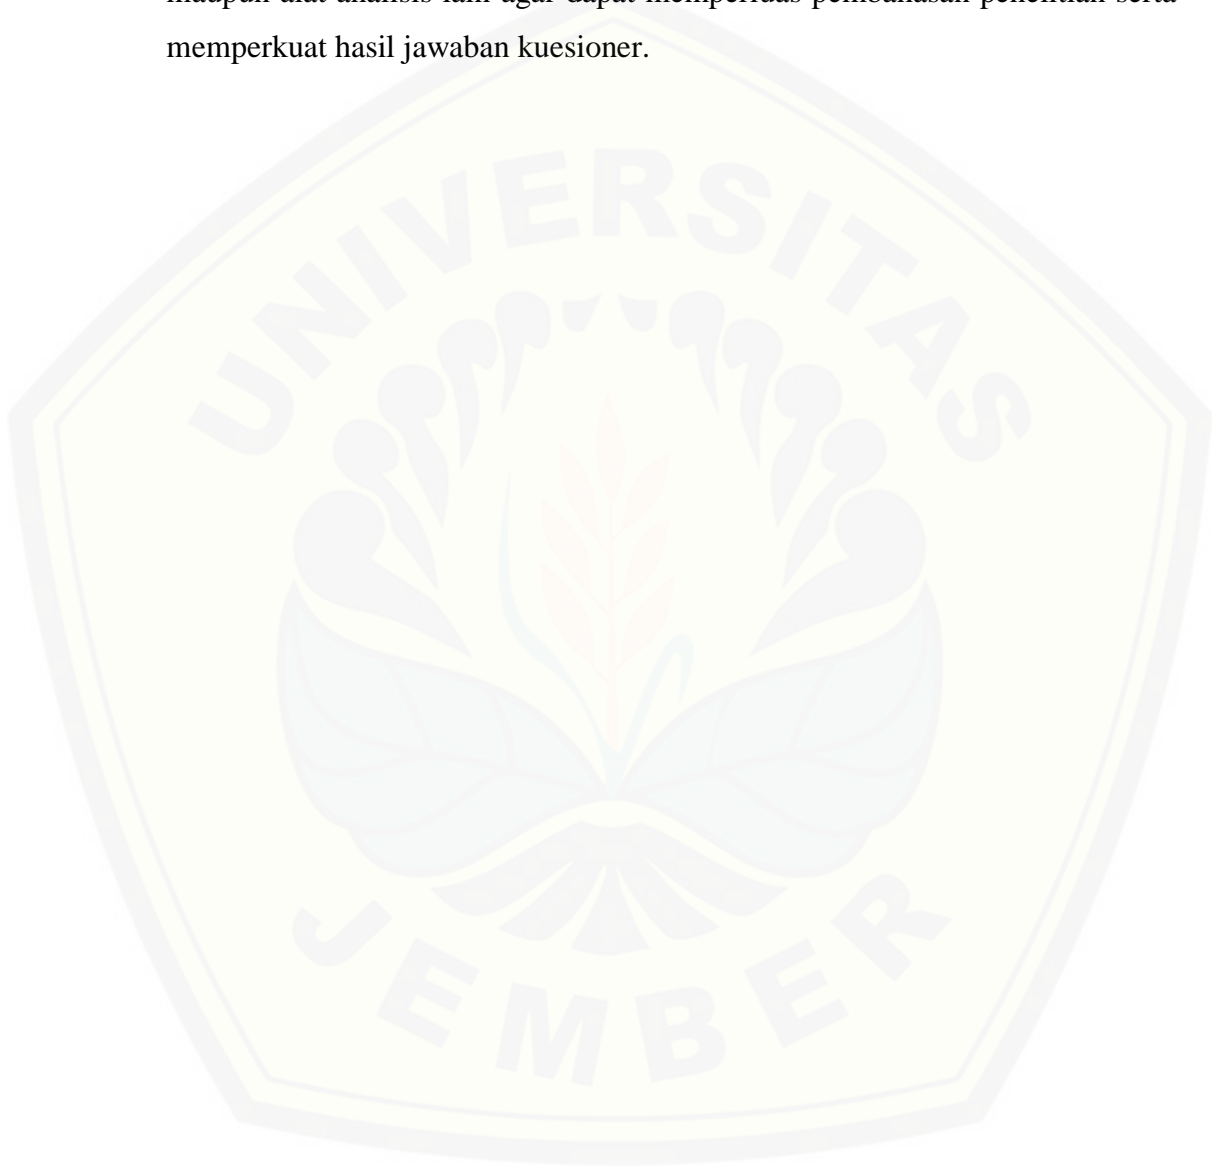 maupun alat analisis lain agar dapat memperluas pembahasan penelitian serta
memperkuat hasil jawaban kuesioner.
UNIVERSITAS
JEMBER